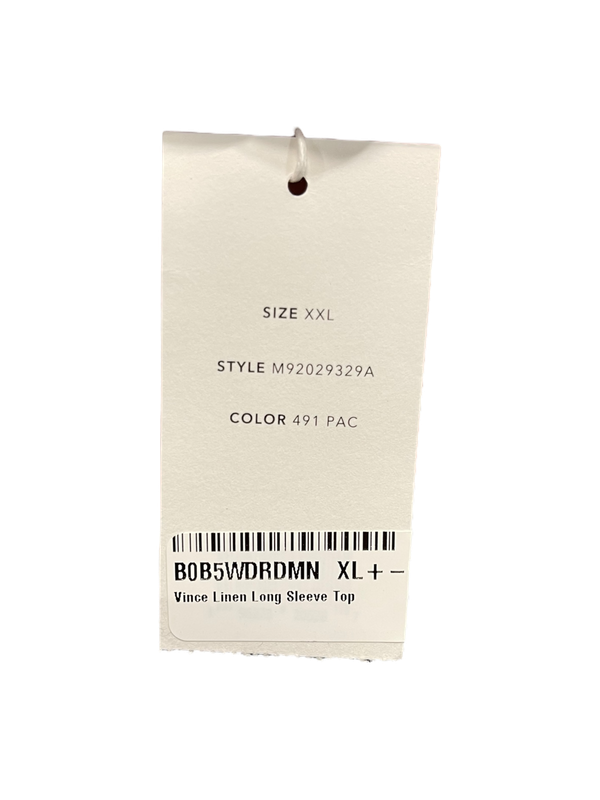 SIZE XXL
STYLE M92029329A
COLOR 491 PAC
B0B5WDRDMN XL+-
Vince Linen Long Sleeve Top